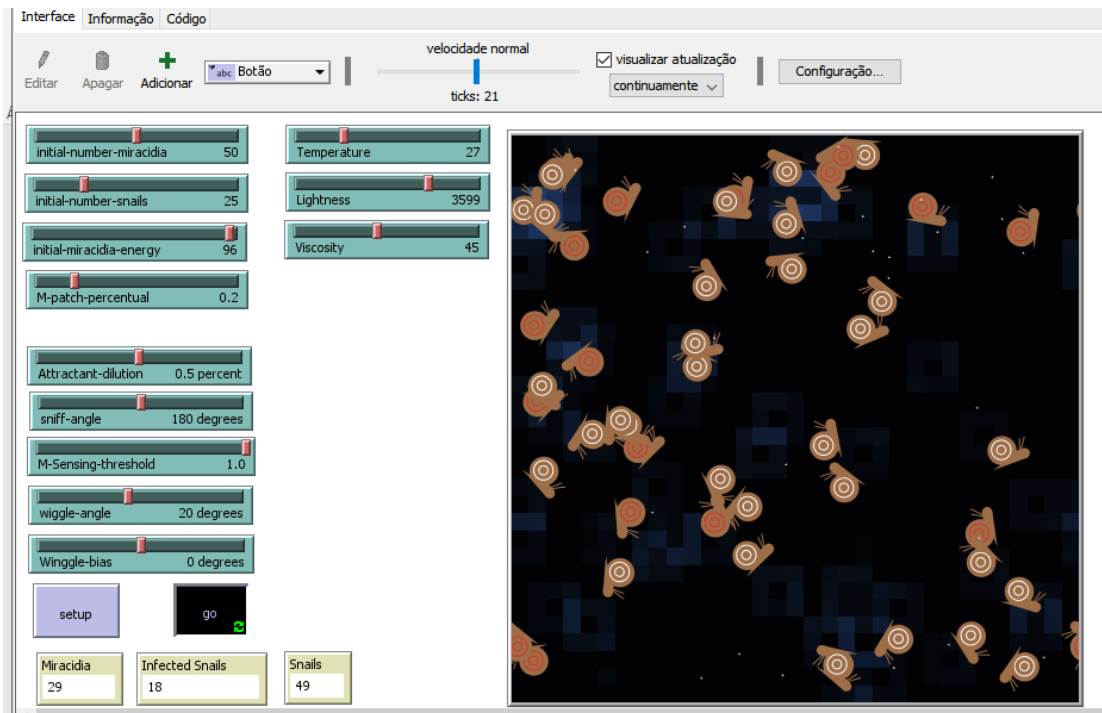 Interface Informação Código
Editar Apagar Adicionar abc Botão velocidade normal ticks: 21 visualizar atualização continuamente Configuração...
initial-number-miracidia 50
initial-number-snails 25
initial-miracidia-energy 96
M-patch-percentual 0.2
Temperature 27
Lightness 3599
Viscosity 45
Attractant-dilution 0.5 percent
sniff-angle 180 degrees
M-Sensing-threshold 1.0
wiggle-angle 20 degrees
Winggle-bias 0 degrees
setup go
Miracidia Infected Snails Snails
29 18 49